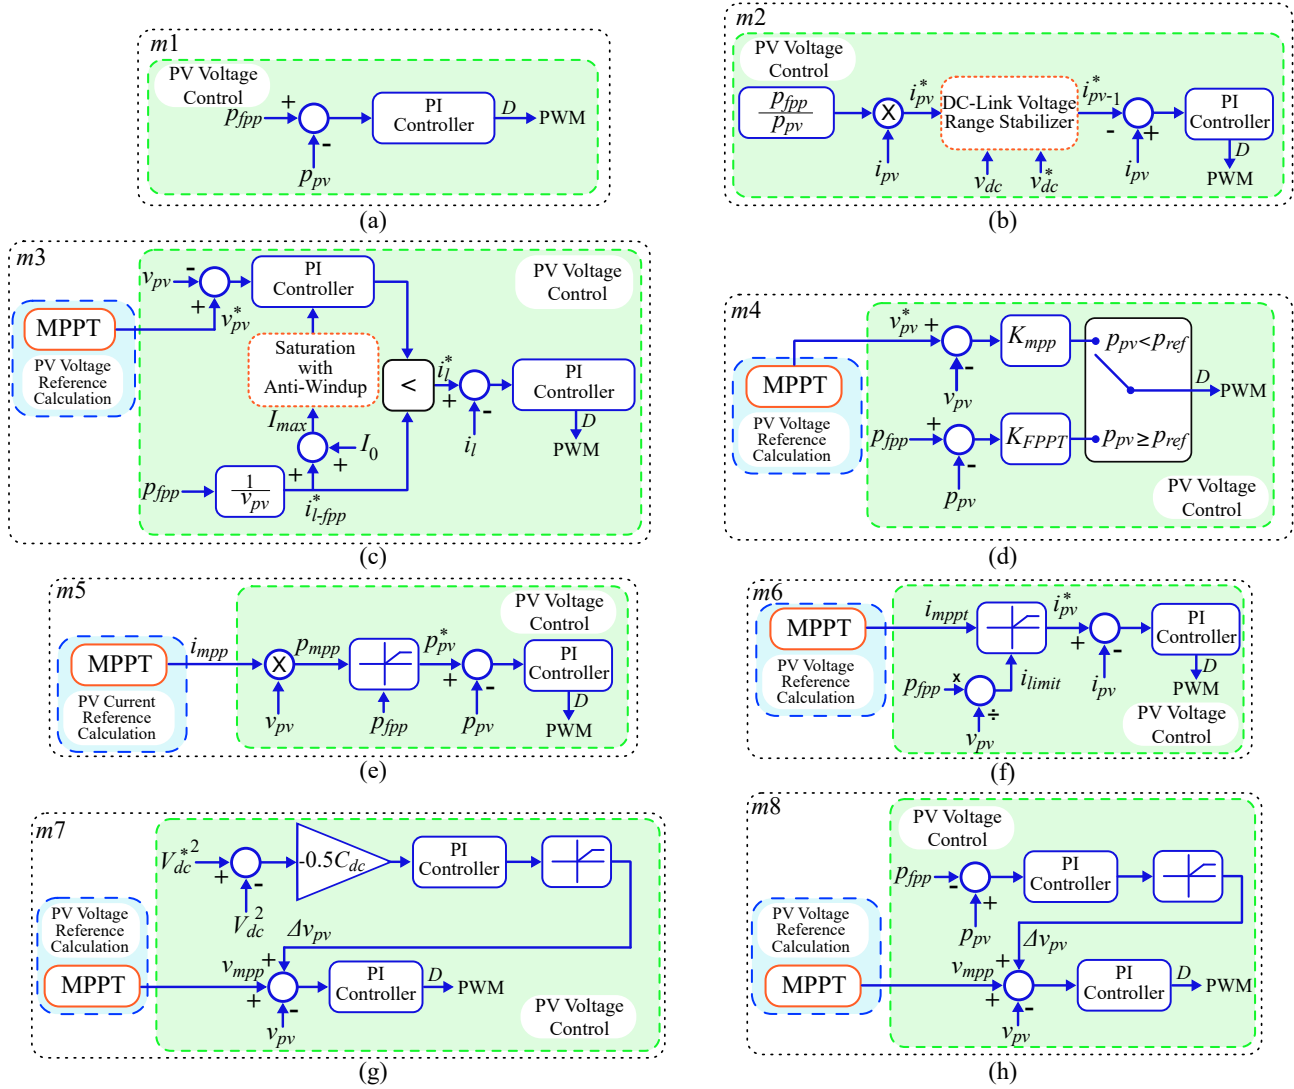 m1
PV Voltage
Control
p_fpp
+
-
p_pv
PI
Controller
D
PWM
(a)
m2
PV Voltage
Control
p_fpp
p_pv
X
i_pv
i*_pv
DC-Link Voltage
Range Stabilizer
v_dc
v*_dc
i*_pv-1
-
+
i_pv
PI
Controller
D
PWM
(b)
m3
MPPT
PV Voltage
Reference
Calculation
v_pv
-
+
v*_pv
PI
Controller
PV Voltage
Control
Saturation
with
Anti-Windup
I_max
+
+
I_0
p_fpp
1
v_pv
i*_l-fpp
<
i*_l
+
-
i_l
PI
Controller
D
PWM
(c)
m4
MPPT
PV Voltage
Reference
Calculation
v*_pv
+
-
v_pv
K_mpp
p_pv<p_ref
D
PWM
p_fpp
+
-
p_pv
K_FPPT
p_pv≥p_ref
PV Voltage
Control
(d)
m5
MPPT
PV Current
Reference
Calculation
i_mpp
X
v_pv
p_mpp
p_fpp
p*_pv
+
-
p_pv
PV Voltage
Control
PI
Controller
D
PWM
(e)
m6
MPPT
PV Voltage
Reference
Calculation
i_mppt
p_fpp
x
÷
v_pv
i_limit
i*_pv
+
-
i_pv
PI
Controller
D
PWM
PV Voltage
Control
(f)
m7
PV Voltage
Reference
Calculation
MPPT
V_dc*²
+
-
V_dc²
-0.5C_dc
PI
Controller
Δv_pv
v_mpp
+
+
-
v_pv
PI
Controller
D
PWM
PV Voltage
Control
(g)
m8
PV Voltage
Control
PV Voltage
Reference
Calculation
MPPT
p_fpp
-
+
p_pv
PI
Controller
Δv_pv
v_mpp
+
+
-
v_pv
PI
Controller
D
PWM
(h)